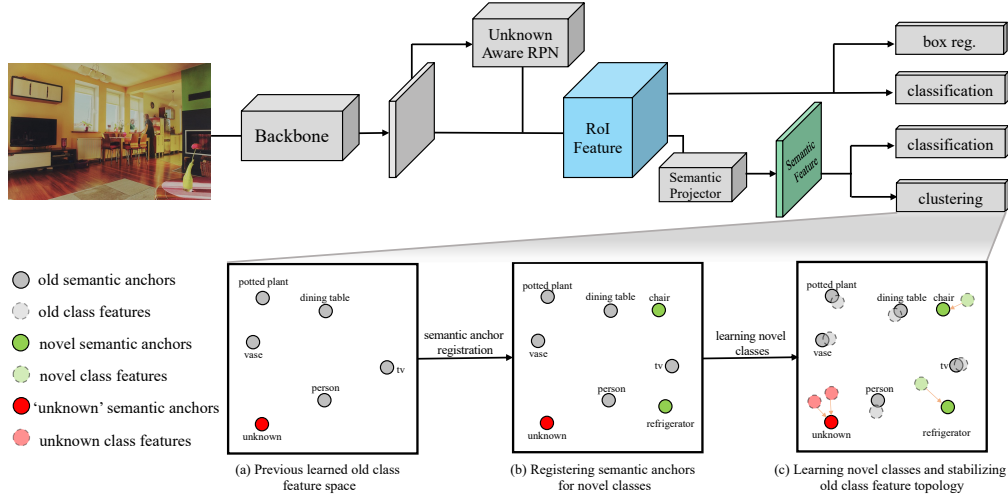 Unknown
Aware RPN
box reg.
Backbone
RoI
Feature
classification
Semantic
Projector
Semantic
Feature
classification
clustering
old semantic anchors
old class features
novel semantic anchors
novel class features
'unknown' semantic anchors
unknown class features
potted plant
dining table
vase
tv
person
unknown
semantic anchor
registration
potted plant
dining table
chair
vase
tv
person
refrigerator
unknown
learning novel
classes
potted plant
dining table
chair
vase
tv
person
unknown
refrigerator
(a) Previous learned old class
feature space
(b) Registering semantic anchors
for novel classes
(c) Learning novel classes and stabilizing
old class feature topology